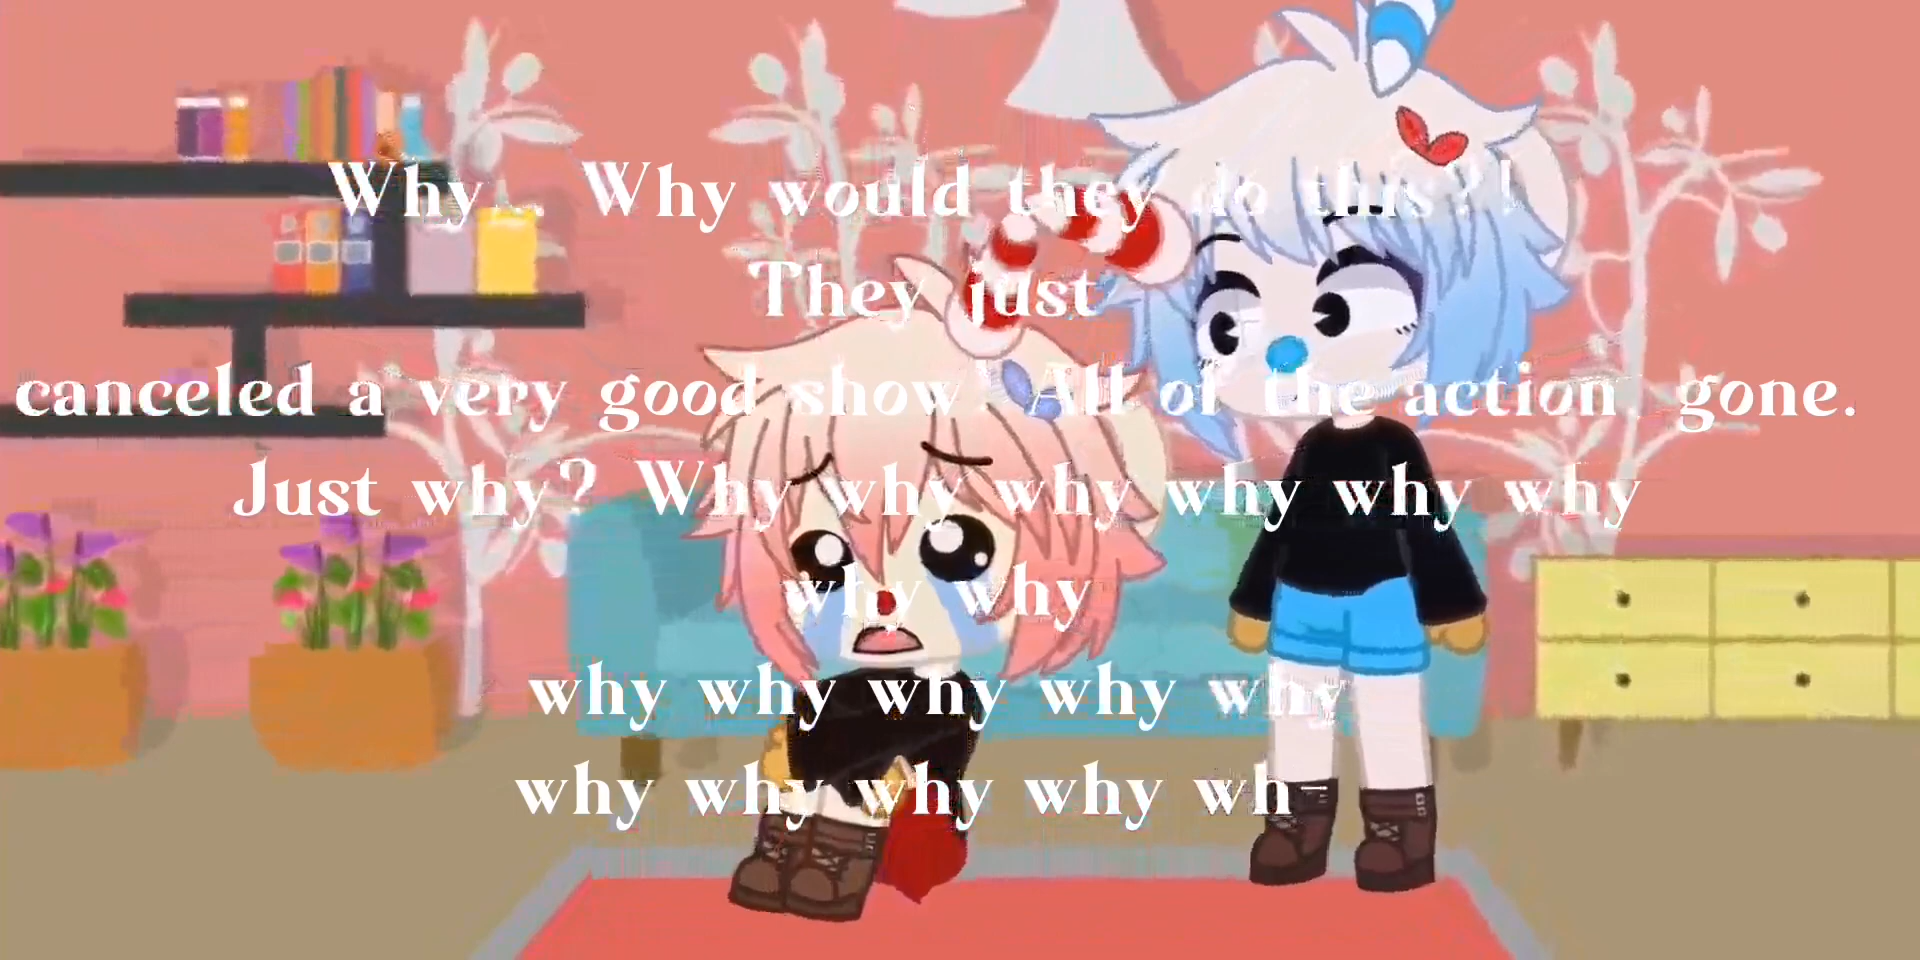 Why... Why would they do this?!
They just
canceled a very good show! All of the action, gone.
Just why? Why why why why why why
why why
why why why why why
why why why why wh-